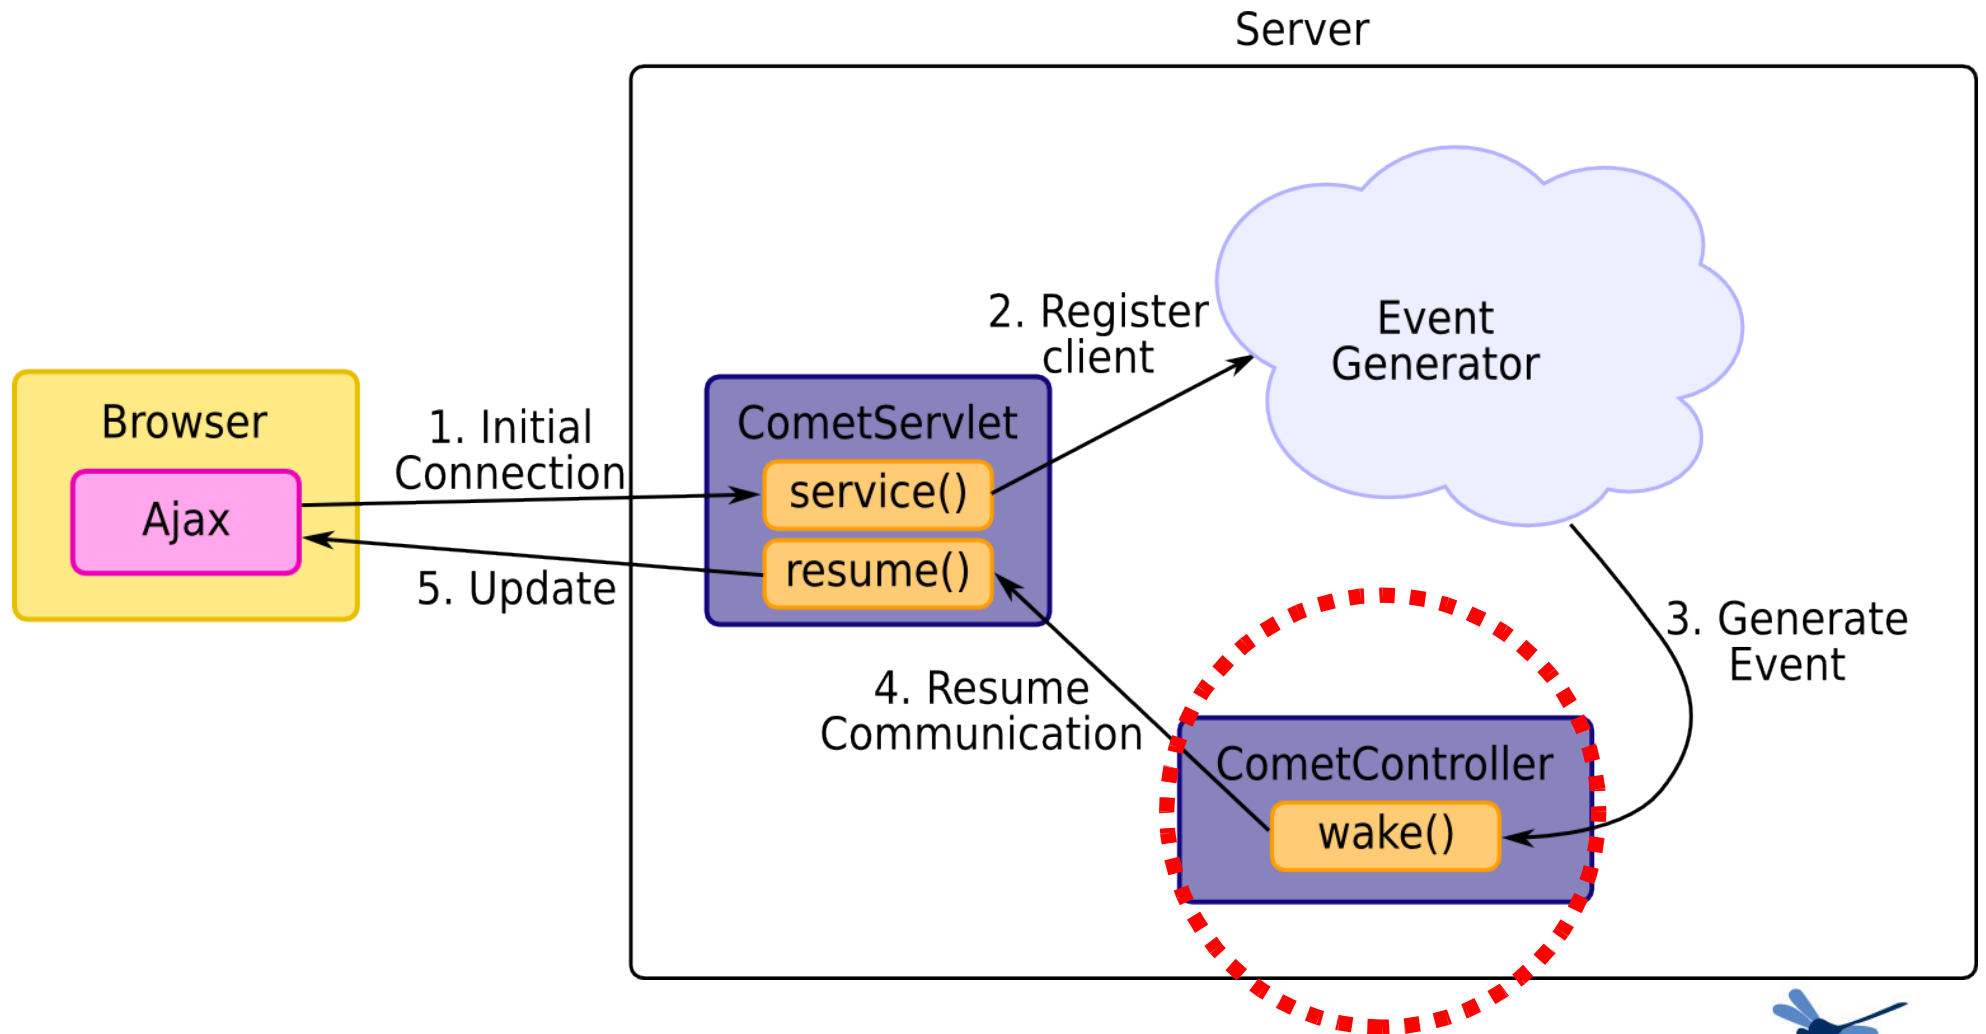 Server
Browser
Ajax
1. Initial
Connection
5. Update
CometServlet
service()
resume()
2. Register
client
Event
Generator
3. Generate
Event
4. Resume
Communication
CometController
wake()